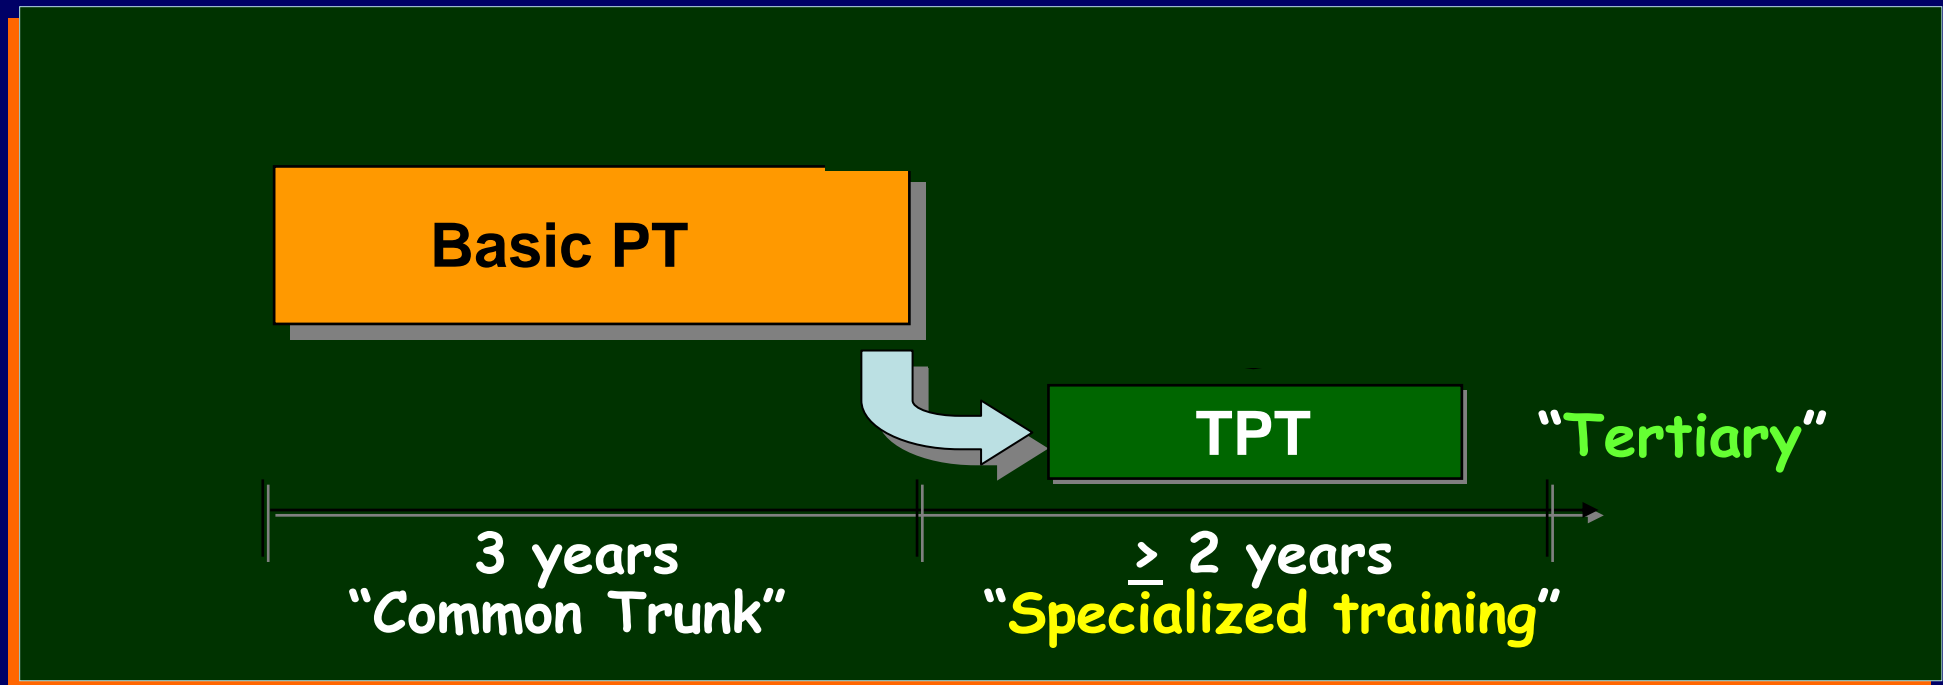 Basic PT
TPT
“Tertiary”
≥ 2 years
3 years
“Common Trunk”
“Specialized training”